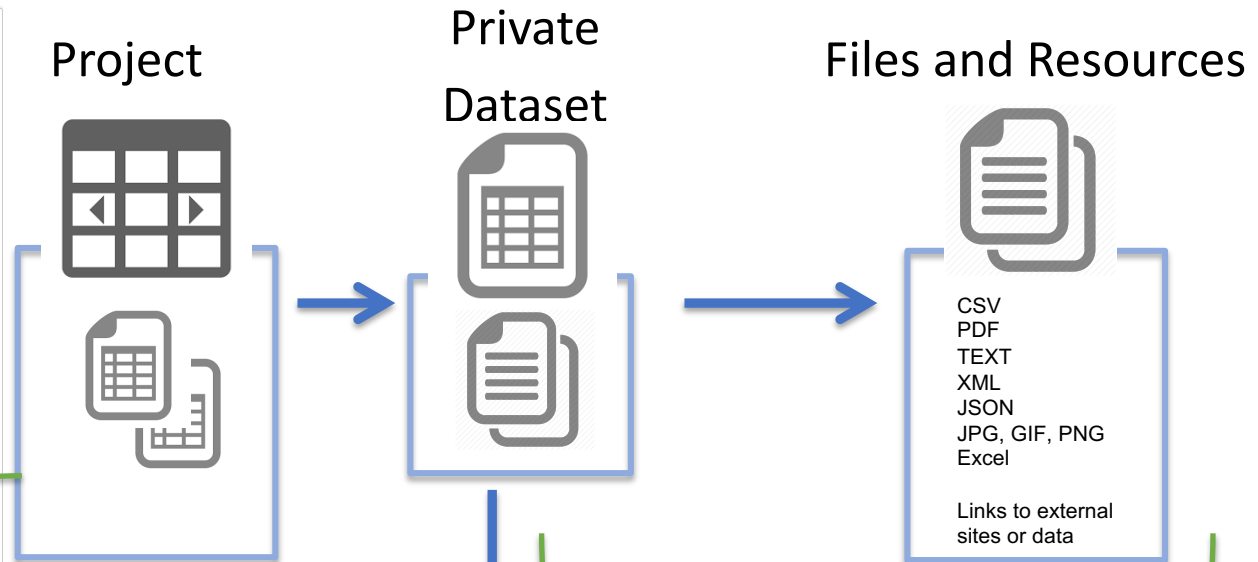 Project
Private
Dataset
Files and Resources
CSV
PDF
TEXT
XML
JSON
JPG, GIF, PNG
Excel
Links to external
sites or data